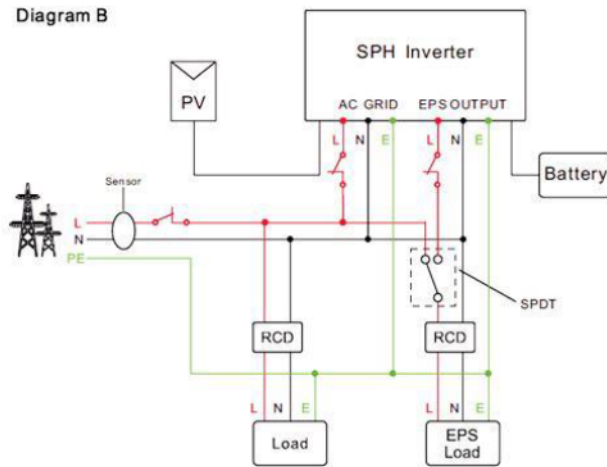 Diagram B
SPH Inverter
PV
AC GRID EPS OUTPUT
L N E L N E
Battery
Sensor
L
N
PE
SPDT
RCD RCD
L N E L N E
Load
EPS
Load